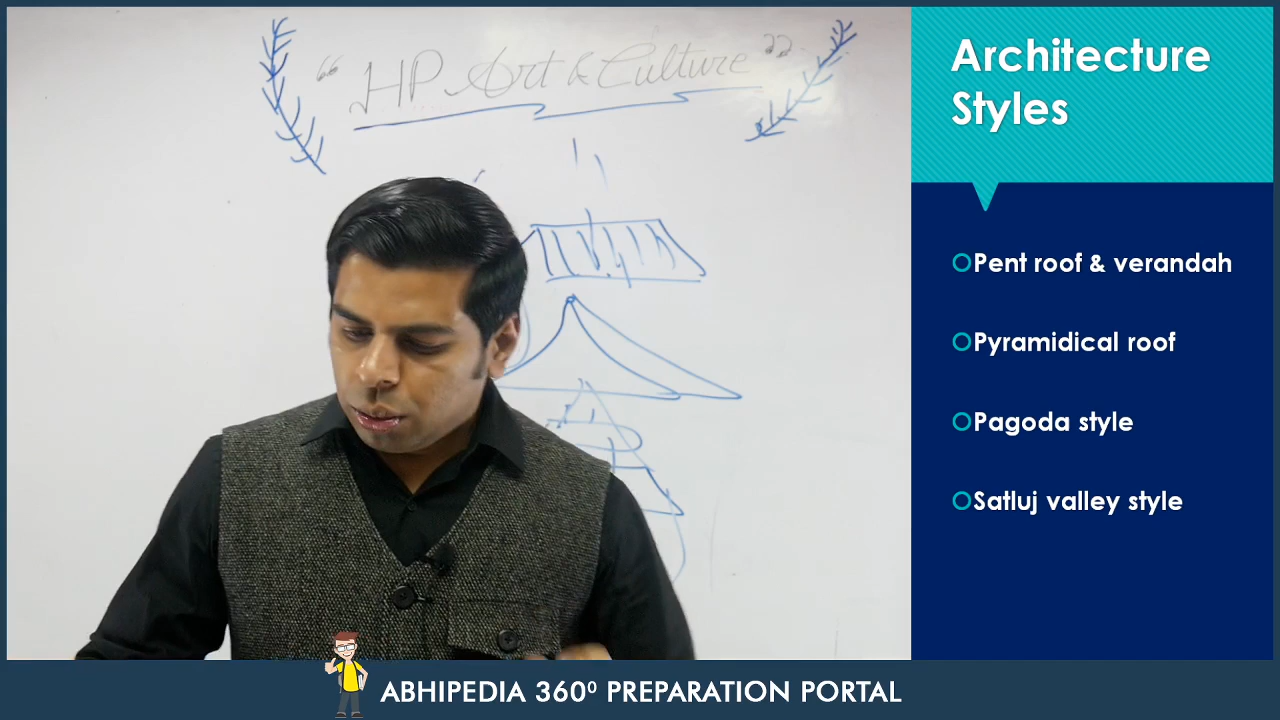 “HP Art & Culture”
Architecture
Styles
Pent roof & verandah
Pyramidical roof
Pagoda style
Satluj valley style
ABHIPEDIA 360⁰ PREPARATION PORTAL